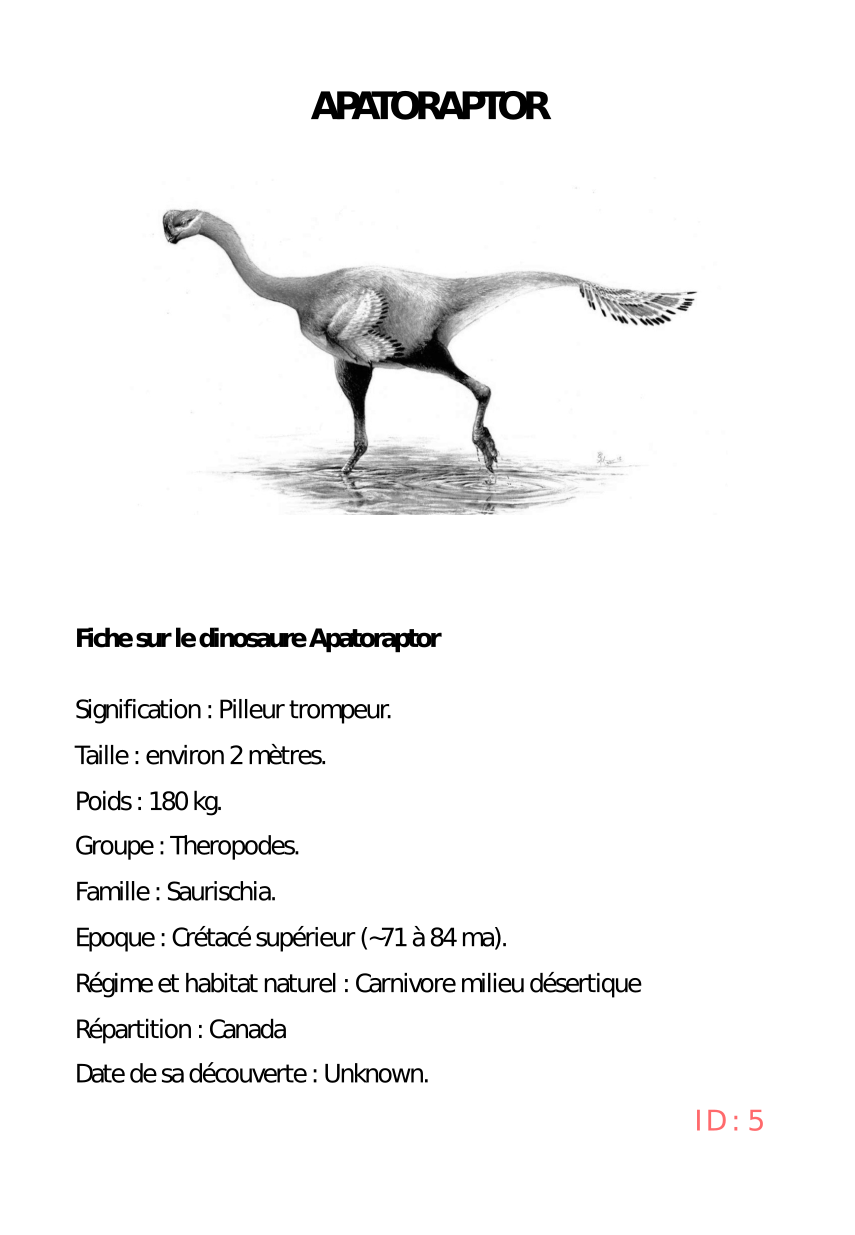 APATORAPTOR
Fiche sur le dinosaure Apatoraptor
Signification : Pilleur trompeur.
Taille : environ 2 mètres.
Poids : 180 kg.
Groupe : Theropodes.
Famille : Saurischia.
Epoque : Crétacé supérieur (~71 à 84 ma).
Régime et habitat naturel : Carnivore milieu désertique
Répartition : Canada
Date de sa découverte : Unknown.
ID : 5